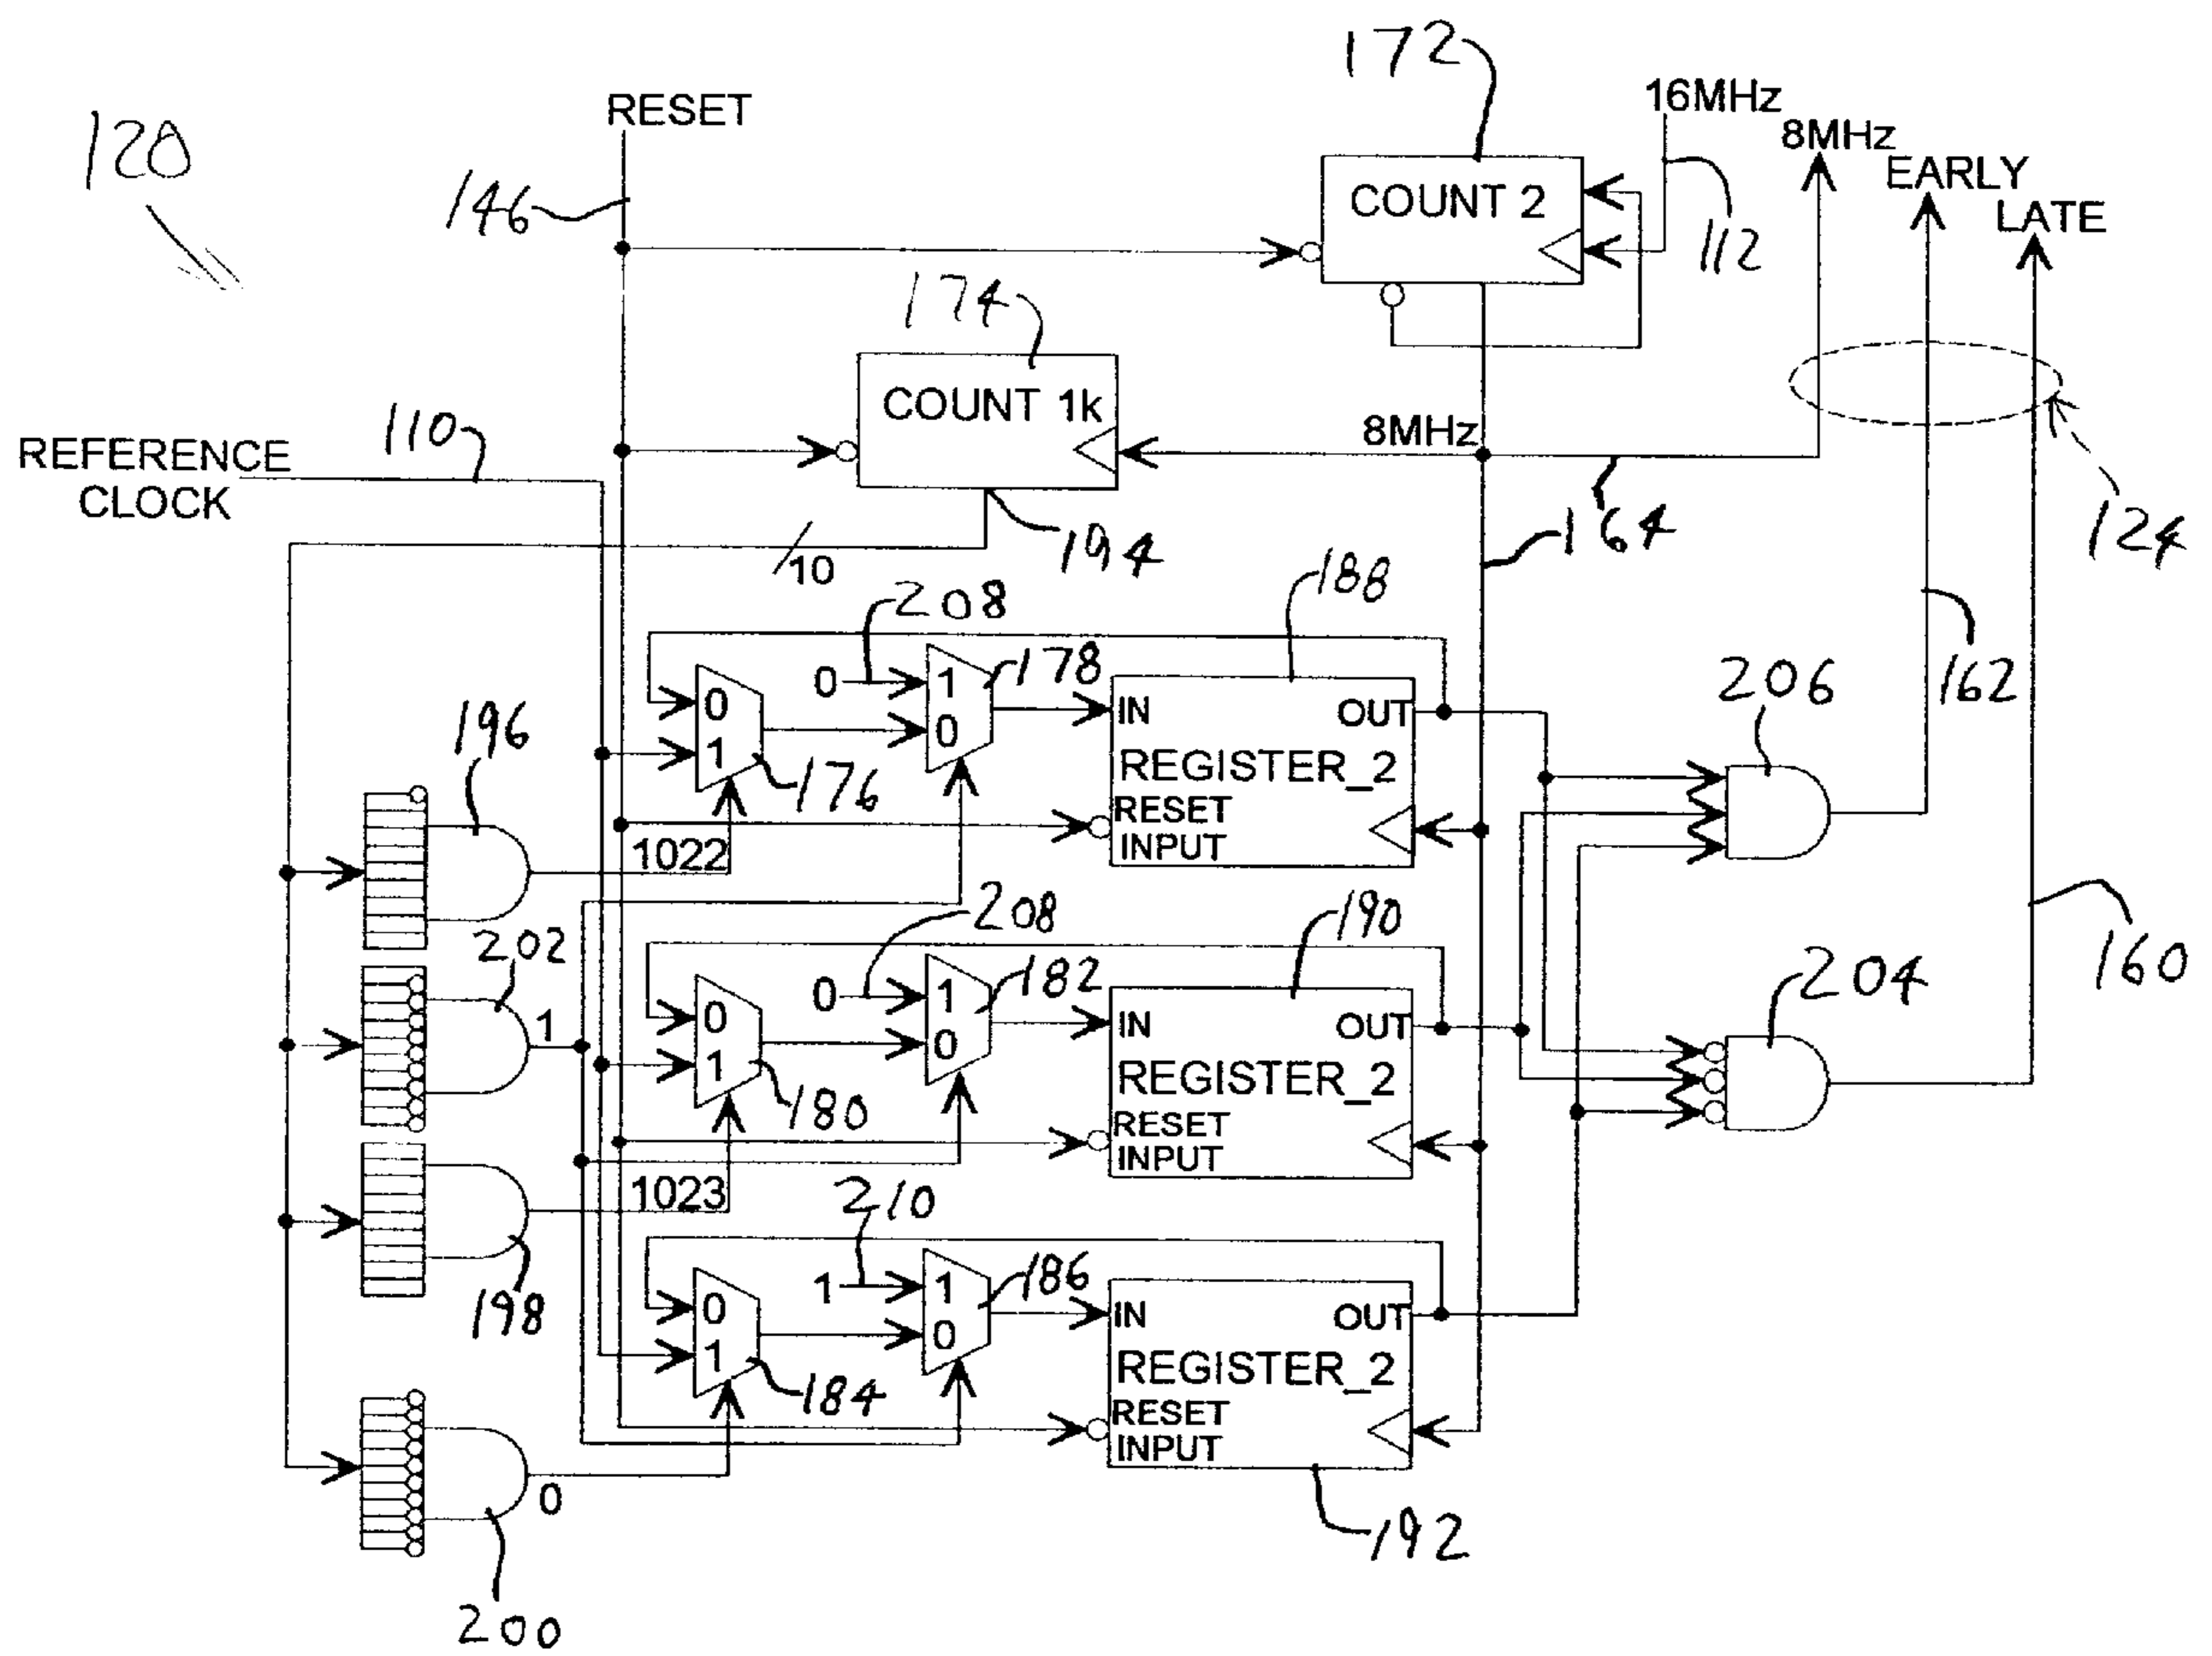 172
16MHz
8MHz
EARLY
LATE
120
RESET
146
COUNT 2
112
174
COUNT 1k
8MHz
110
REFERENCE
CLOCK
10
194
164
124
208
188
0
1
178
0
0
1
176
IN
OUT
REGISTER_2
RESET
INPUT
206
162
196
1022
208
190
202
1
0
1
182
0
0
1
180
IN
OUT
REGISTER_2
RESET
INPUT
204
160
198
1023
210
1
1
186
0
0
1
184
IN
OUT
REGISTER_2
RESET
INPUT
192
0
200